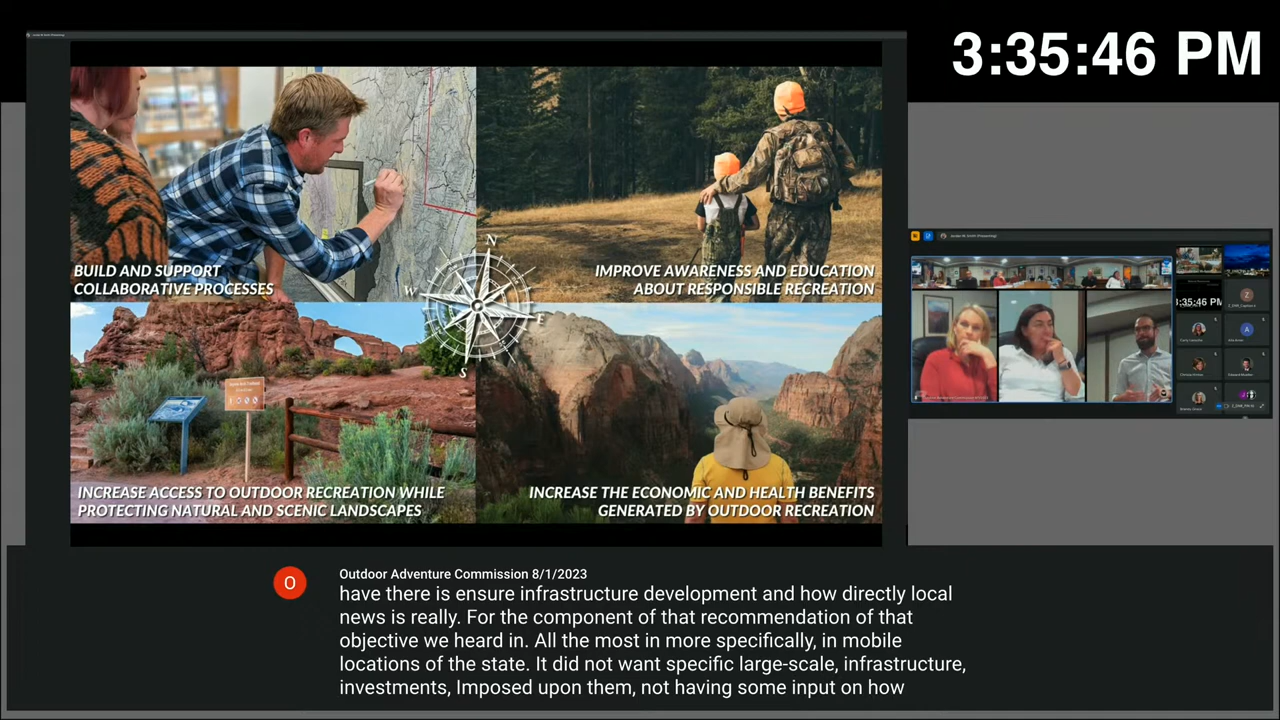 3:35:46 PM
N
W
E
S
BUILD AND SUPPORT
COLLABORATIVE PROCESSES
IMPROVE AWARENESS AND EDUCATION
ABOUT RESPONSIBLE RECREATION
INCREASE ACCESS TO OUTDOOR RECREATION WHILE
PROTECTING NATURAL AND SCENIC LANDSCAPES
INCREASE THE ECONOMIC AND HEALTH BENEFITS
GENERATED BY OUTDOOR RECREATION
3:35:46 PM
O
Outdoor Adventure Commission 8/1/2023
have there is ensure infrastructure development and how directly local
news is really. For the component of that recommendation of that
objective we heard in. All the most in more specifically, in mobile
locations of the state. It did not want specific large-scale, infrastructure,
investments, Imposed upon them, not having some input on how